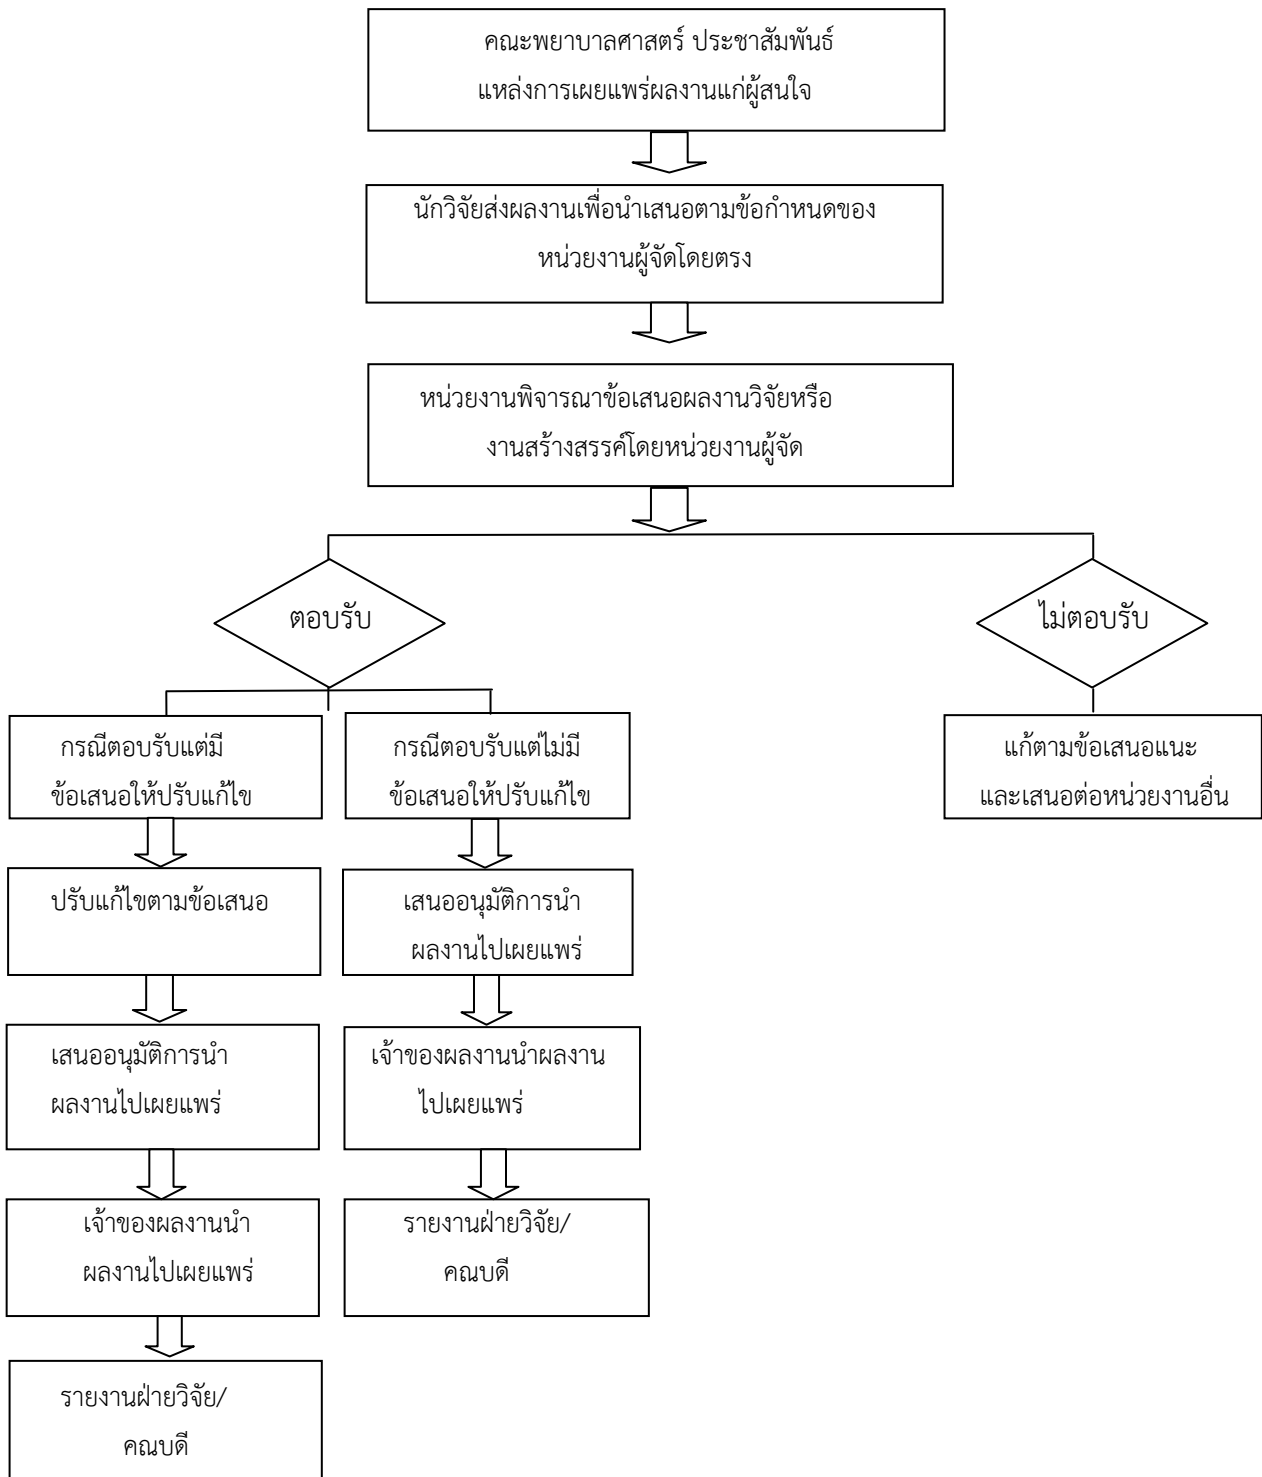 คณะพยาบาลศาสตร์ ประชาสัมพันธ์
แหล่งการเผยแพร่ผลงานแก่ผู้สนใจ
นักวิจัยส่งผลงานเพื่อนำเสนอตามข้อกำหนดของ
หน่วยงานผู้จัดโดยตรง
หน่วยงานพิจารณาข้อเสนอผลงานวิจัยหรือ
งานสร้างสรรค์โดยหน่วยงานผู้จัด
ตอบรับ
ไม่ตอบรับ
กรณีตอบรับแต่มี
ข้อเสนอให้ปรับแก้ไข
กรณีตอบรับแต่ไม่มี
ข้อเสนอให้ปรับแก้ไข
แก้ตามข้อเสนอแนะ
และเสนอต่อหน่วยงานอื่น
ปรับแก้ไขตามข้อเสนอ
เสนออนุมัติการนำ
ผลงานไปเผยแพร่
เสนออนุมัติการนำ
ผลงานไปเผยแพร่
เจ้าของผลงานนำผลงาน
ไปเผยแพร่
เจ้าของผลงานนำ
ผลงานไปเผยแพร่
รายงานฝ่ายวิจัย/
คณบดี
รายงานฝ่ายวิจัย/
คณบดี